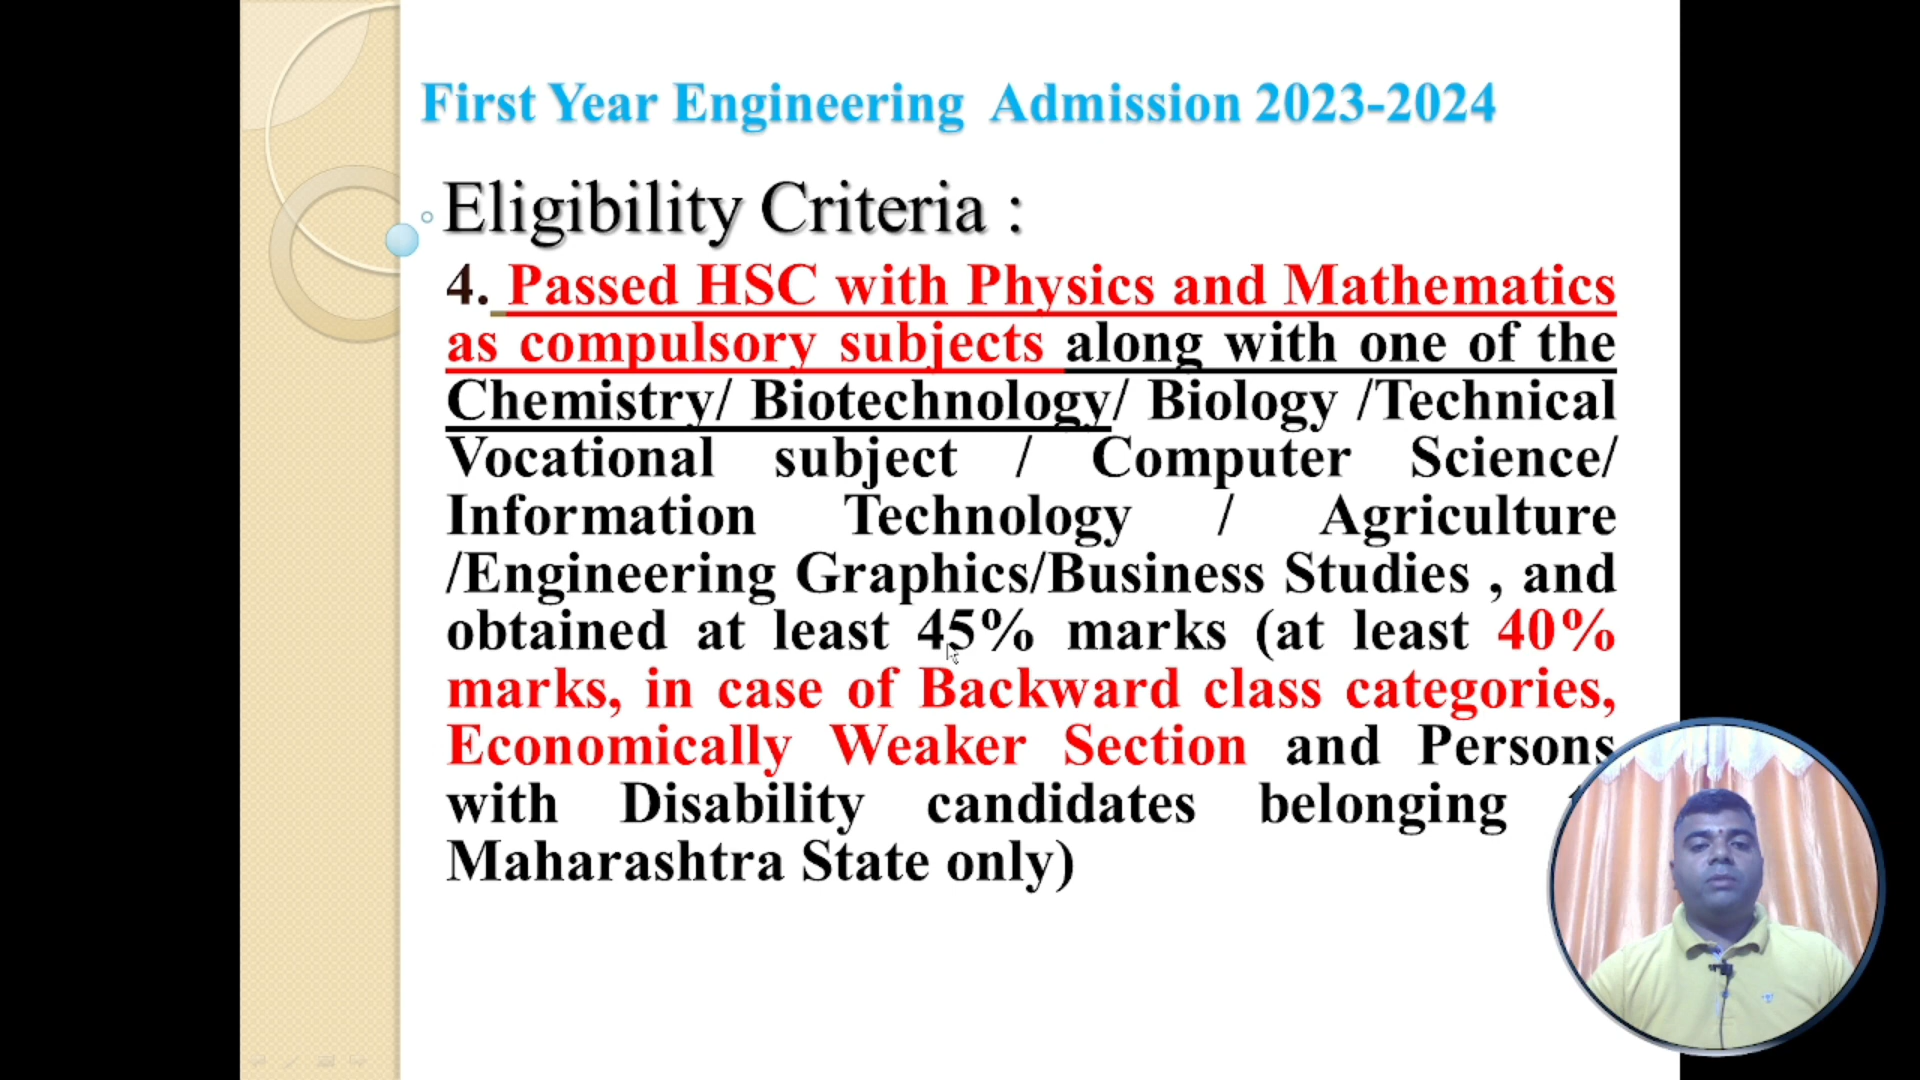 First Year Engineering Admission 2023-2024
Eligibility Criteria :
4. Passed HSC with Physics and Mathematics
as compulsory subjects along with one of the
Chemistry/ Biotechnology/ Biology /Technical
Vocational subject / Computer Science/
Information Technology / Agriculture
/Engineering Graphics/Business Studies , and
obtained at least 45% marks (at least 40%
marks, in case of Backward class categories,
Economically Weaker Section and Persons
with Disability candidates belonging
Maharashtra State only)